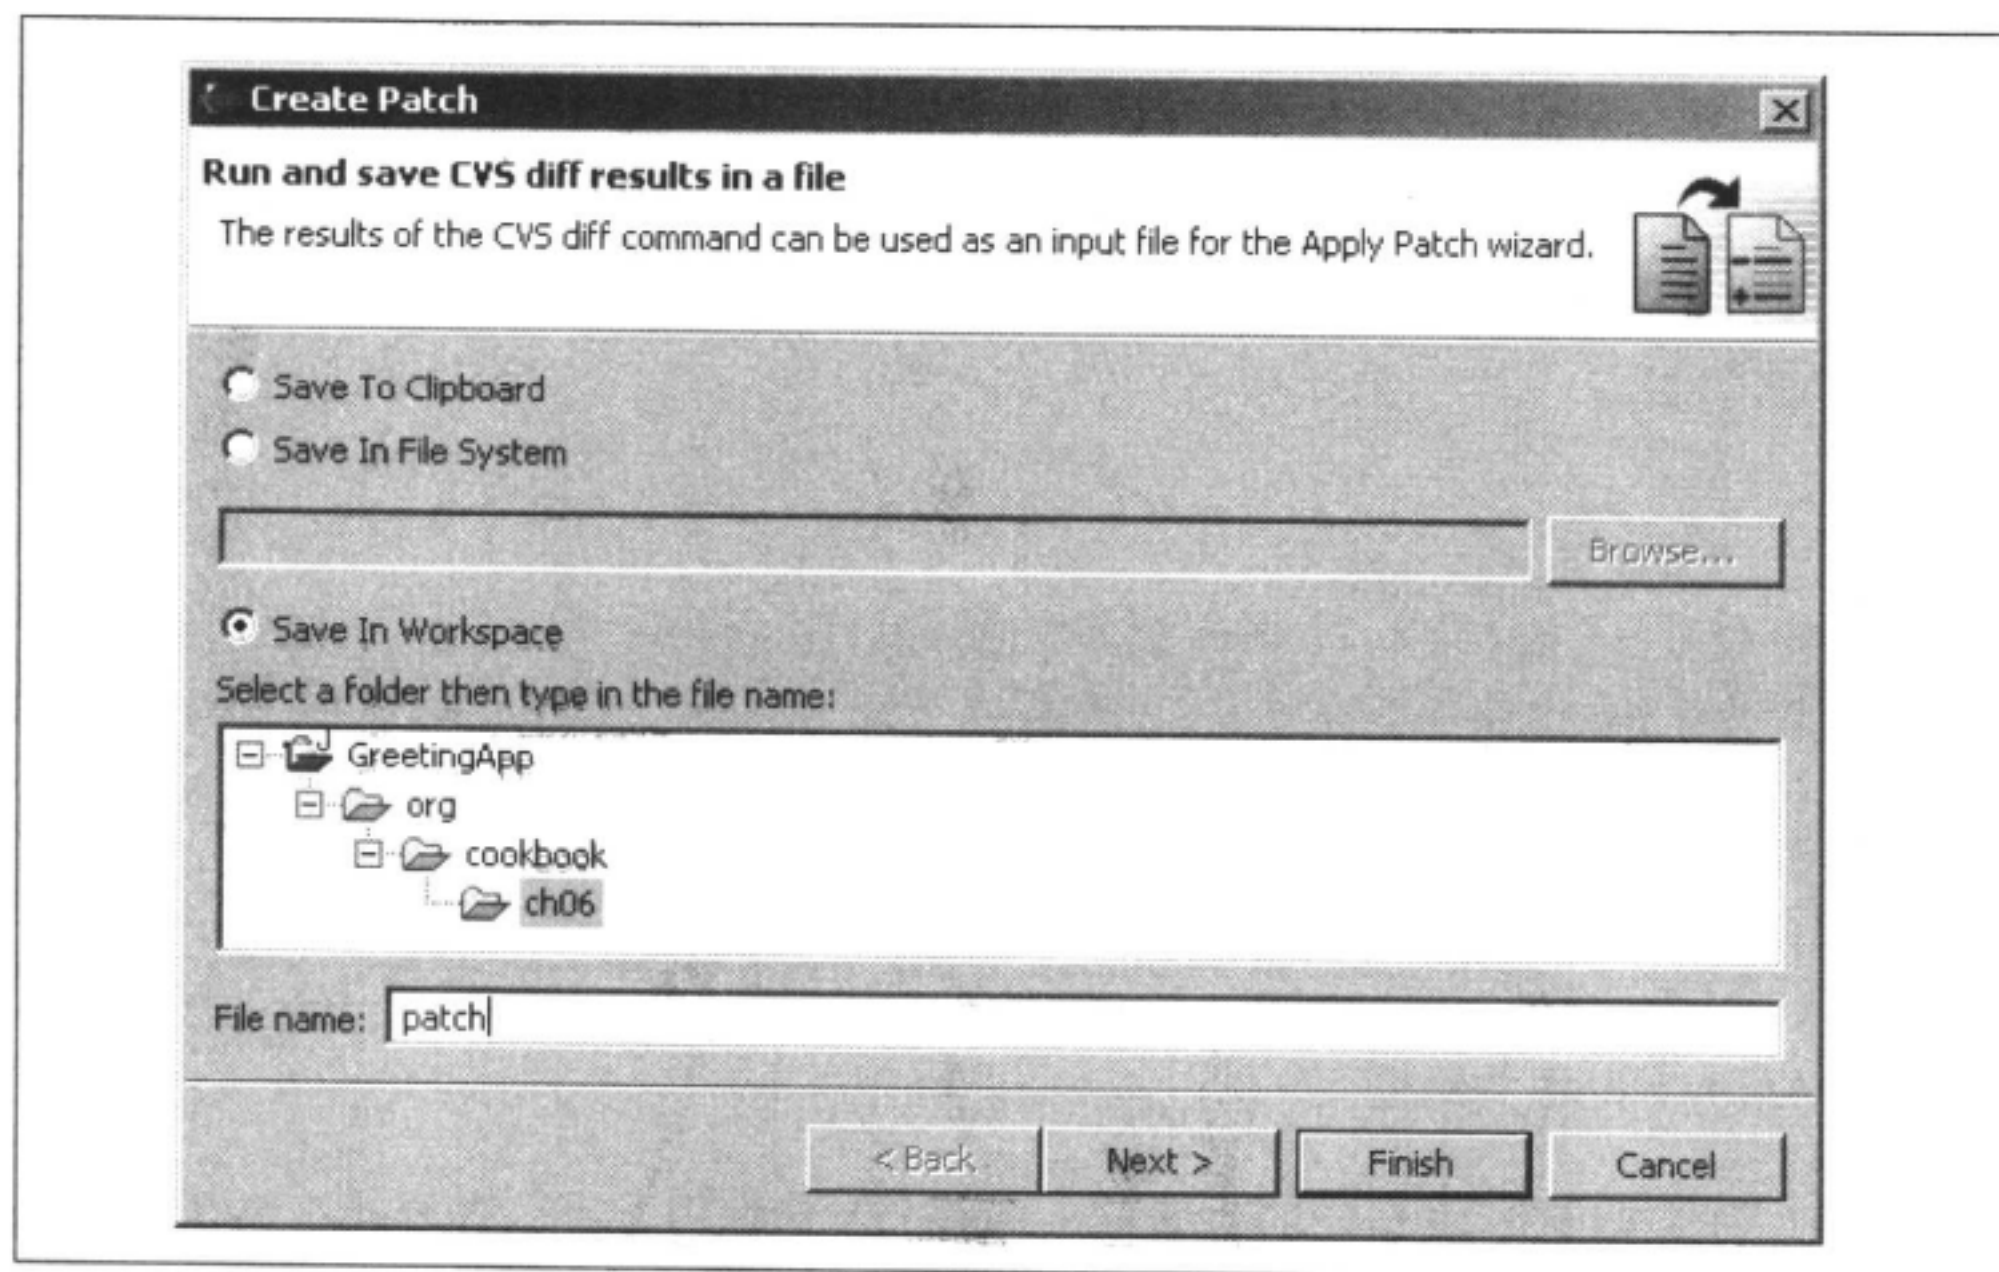 Create Patch
Run and save CVS diff results in a file
The results of the CVS diff command can be used as an input file for the Apply Patch wizard.
Save To Clipboard
Save In File System
Browse...
Save In Workspace
Select a folder then type in the file name:
GreetingApp
org
cookbook
ch06
File name: patch
< Back Next > Finish Cancel